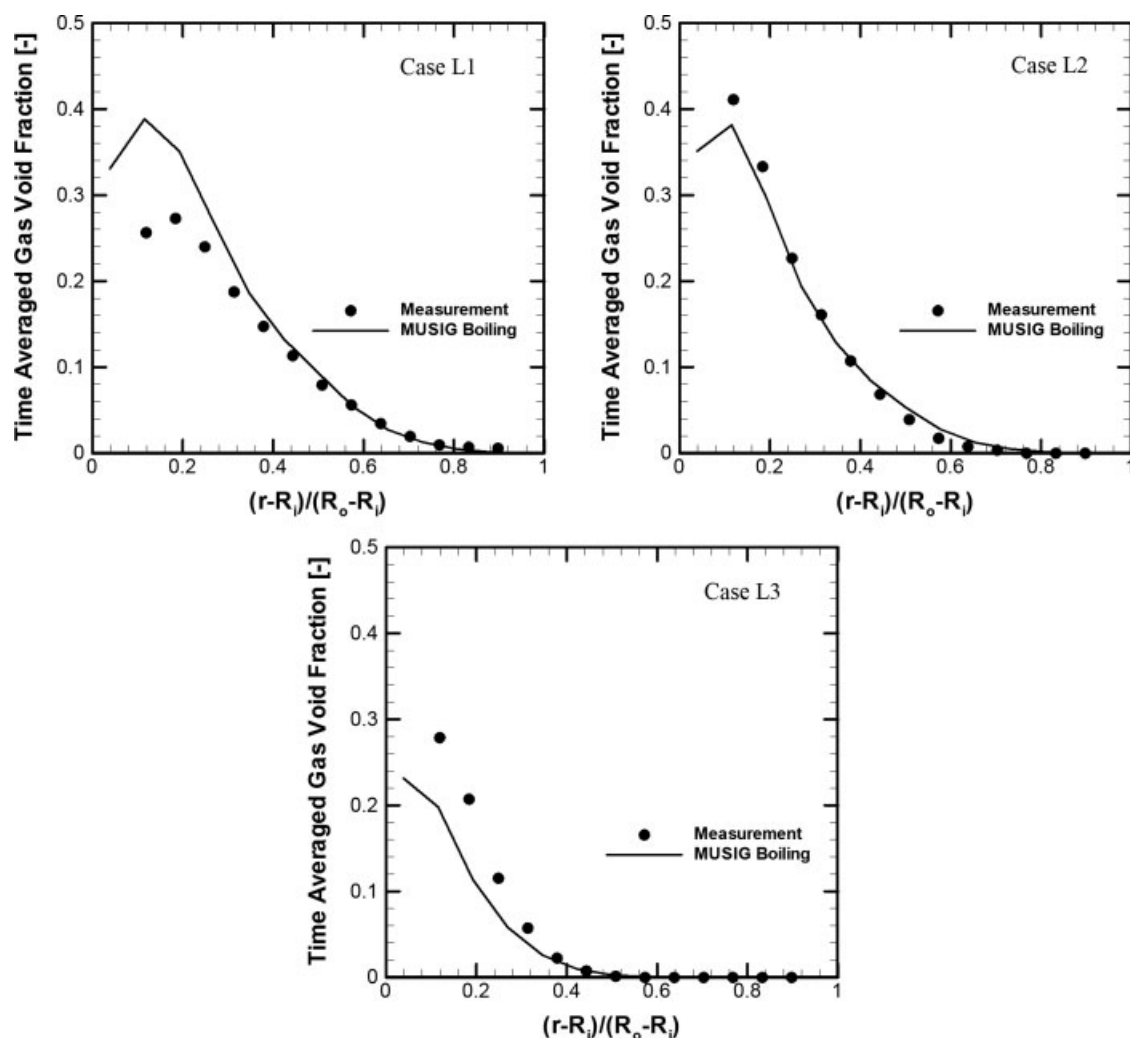 Time Averaged Gas Void Fraction [-]
0.5
0.4
0.3
0.2
0.1
0
Case L1
Measurement
MUSIG Boiling
0 0.2 0.4 0.6 0.8 1
(r-Ri)/(Ro-Ri)
Time Averaged Gas Void Fraction [-]
0.5
0.4
0.3
0.2
0.1
0
Case L2
Measurement
MUSIG Boiling
0 0.2 0.4 0.6 0.8 1
(r-Ri)/(Ro-Ri)
Time Averaged Gas Void Fraction [-]
0.5
0.4
0.3
0.2
0.1
0
Case L3
Measurement
MUSIG Boiling
0 0.2 0.4 0.6 0.8 1
(r-Ri)/(Ro-Ri)